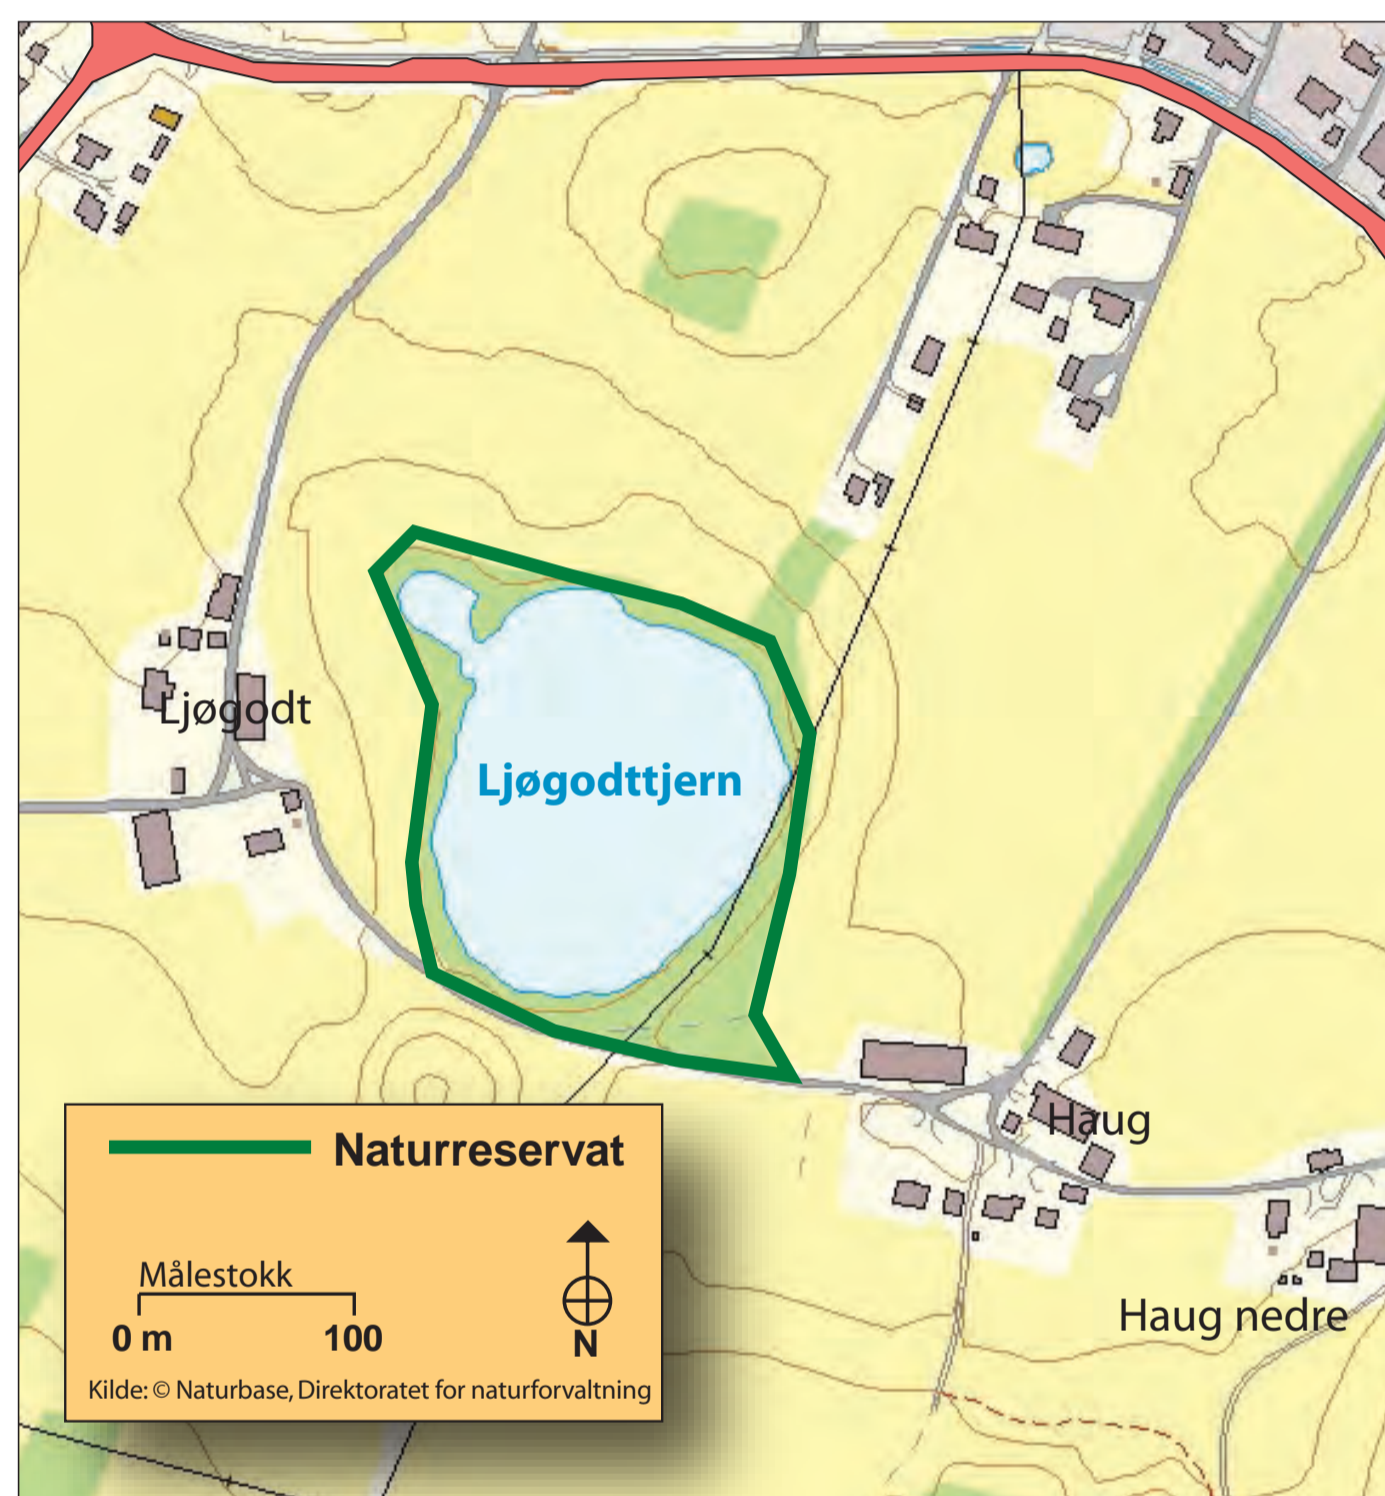 Ljøgodt
Ljøgodttjern
Haug
Haug nedre
Naturreservat
Målestokk
0 m 100
N
Kilde: © Naturbase, Direktoratet for naturforvaltning